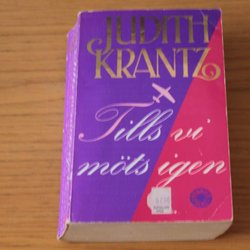 JUDITH
KRANTZ
Tills vi
möts igen